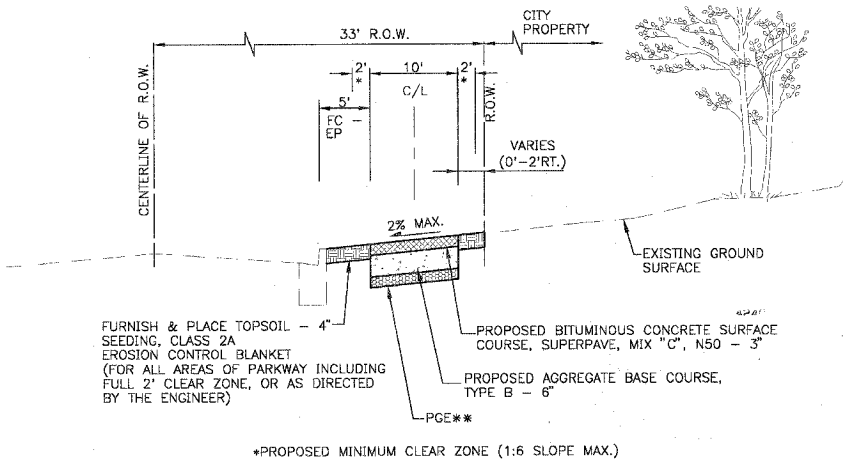 CITY
PROPERTY
33' R.O.W.
CENTERLINE OF R.O.W.
2'
*
10'
2'
*
5'
C/L
FC –
EP
R.O.W.
VARIES
(0'–2'RT.)
2% MAX.
EXISTING GROUND
SURFACE
FURNISH & PLACE TOPSOIL – 4"
SEEDING, CLASS 2A
EROSION CONTROL BLANKET
(FOR ALL AREAS OF PARKWAY INCLUDING
FULL 2' CLEAR ZONE, OR AS DIRECTED
BY THE ENGINEER)
PROPOSED BITUMINOUS CONCRETE SURFACE
COURSE, SUPERPAVE, MIX "C", N50 – 3"
PROPOSED AGGREGATE BASE COURSE,
TYPE B – 6"
PGE**
*PROPOSED MINIMUM CLEAR ZONE (1:6 SLOPE MAX.)